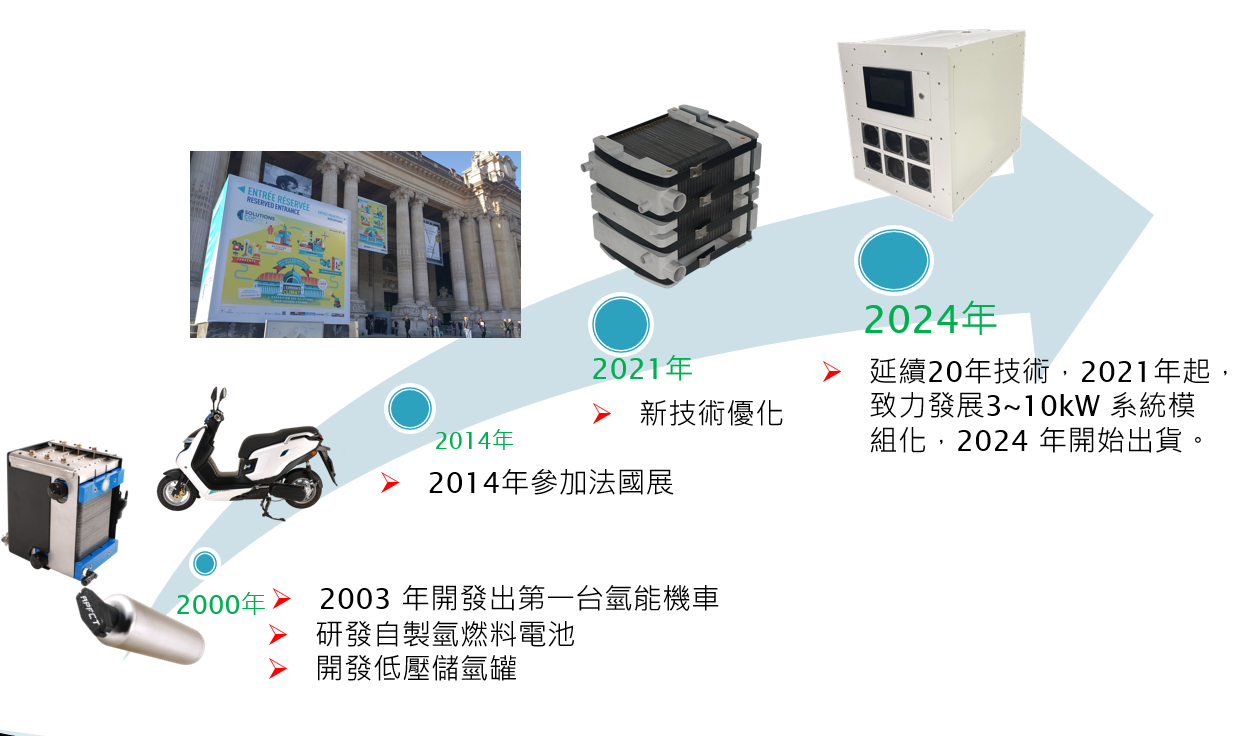 ENTRÉE RÉSERVÉE
RESERVED ENTRANCE
SOLUTIONS
2024年
延續20年技術，2021年起，
致力發展3~10kW 系統模
組化，2024 年開始出貨。
2021年
新技術優化
2014年
2014年參加法國展
APFCT
2000年
2003 年開發出第一台氫能機車
研發自製氫燃料電池
開發低壓儲氫罐